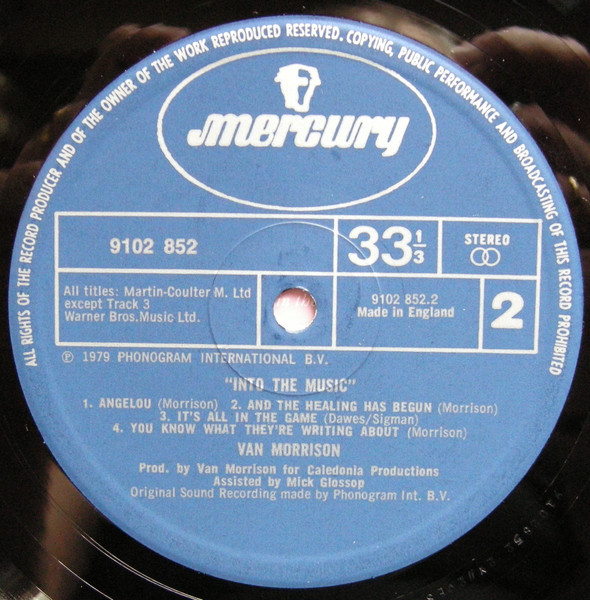 ALL RIGHTS OF THE RECORD PRODUCER AND OF THE OWNER OF THE WORK REPRODUCED RESERVED. COPYING, PUBLIC PERFORMANCE AND BROADCASTING OF THIS RECORD PROHIBITED
mercury
9102 852
33 1/3
STEREO
All titles: Martin-Coulter M. Ltd
except Track 3
Warner Bros.Music Ltd.
9102 852.2
Made in England
2
℗ 1979 PHONOGRAM INTERNATIONAL B.V.
"INTO THE MUSIC"
1. ANGELOU (Morrison) 2. AND THE HEALING HAS BEGUN (Morrison)
3. IT'S ALL IN THE GAME (Dawes/Sigman)
4. YOU KNOW WHAT THEY'RE WRITING ABOUT (Morrison)
VAN MORRISON
Prod. by Van Morrison for Caledonia Productions
Assisted by Mick Glossop
Original Sound Recording made by Phonogram Int. B.V.